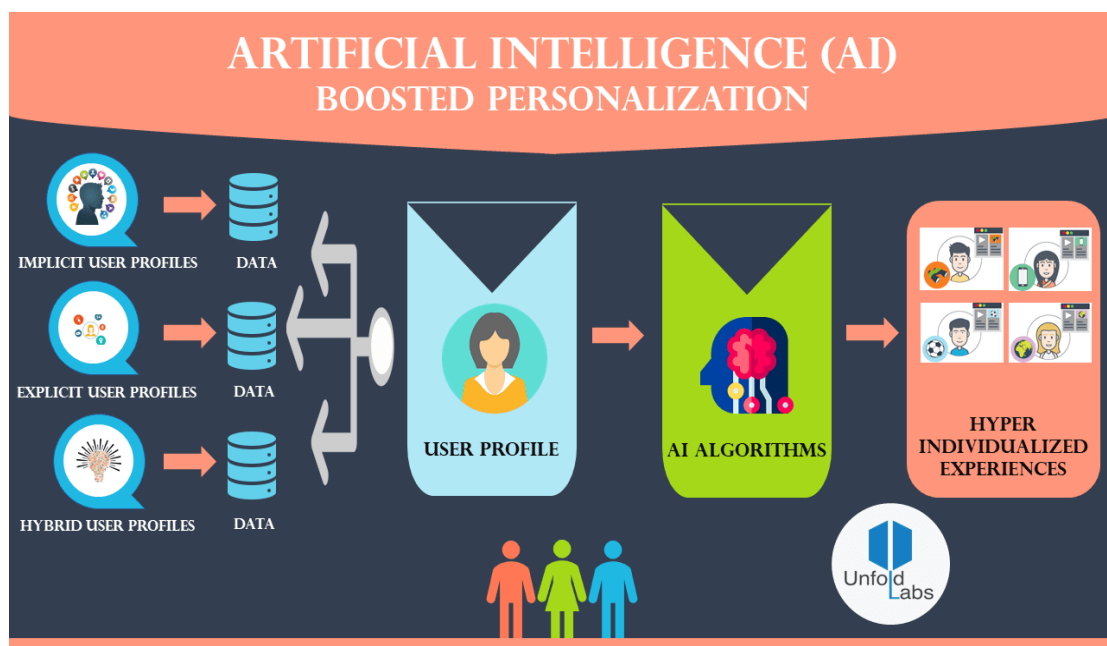 ARTIFICIAL INTELLIGENCE (AI)
BOOSTED PERSONALIZATION
IMPLICIT USER PROFILES
DATA
EXPLICIT USER PROFILES
DATA
HYBRID USER PROFILES
DATA
USER PROFILE
AI ALGORITHMS
HYPER
INDIVIDUALIZED
EXPERIENCES
Unfold
Labs